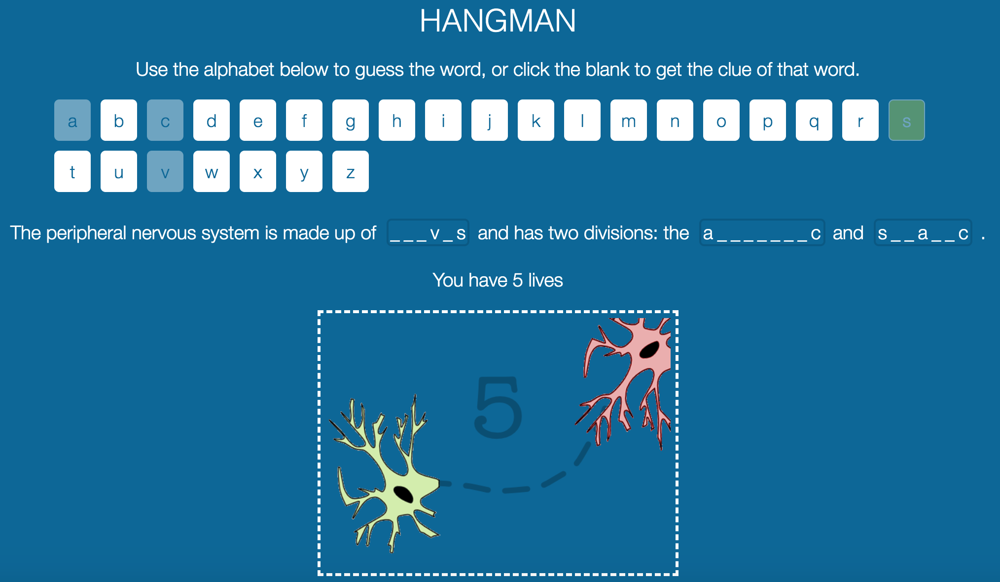 HANGMAN
Use the alphabet below to guess the word, or click the blank to get the clue of that word.
a b c d e f g h i j k l m n o p q r s
t u v w x y z
The peripheral nervous system is made up of _ _ _ v _ s and has two divisions: the a _ _ _ _ _ _ _ c and s _ _ a _ _ c .
You have 5 lives
5